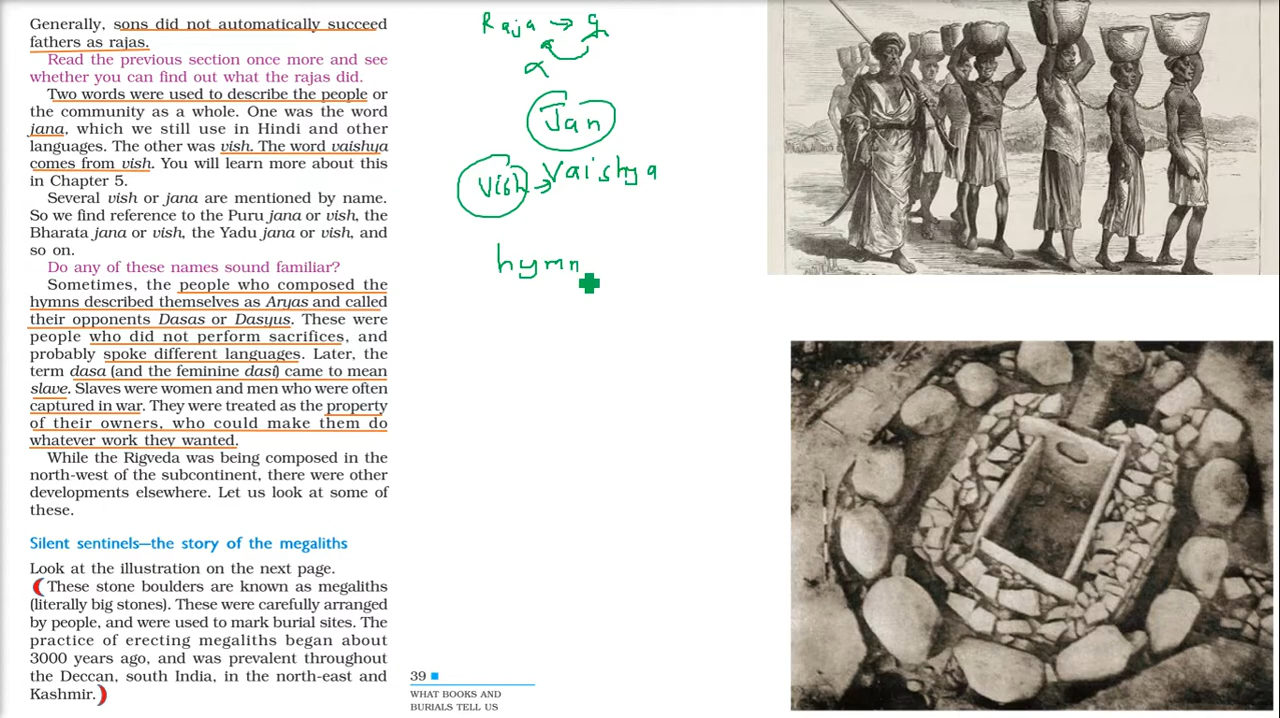 Generally, sons did not automatically succeed
fathers as rajas.
Read the previous section once more and see
whether you can find out what the rajas did.
Two words were used to describe the people or
the community as a whole. One was the word
jana, which we still use in Hindi and other
languages. The other was vish. The word vaishya
comes from vish. You will learn more about this
in Chapter 5.
Several vish or jana are mentioned by name.
So we find reference to the Puru jana or vish, the
Bharata jana or vish, the Yadu jana or vish, and
so on.
Do any of these names sound familiar?
Sometimes, the people who composed the
hymns described themselves as Aryas and called
their opponents Dasas or Dasyus. These were
people who did not perform sacrifices, and
probably spoke different languages. Later, the
term dasa (and the feminine dasi) came to mean
slave. Slaves were women and men who were often
captured in war. They were treated as the property
of their owners, who could make them do
whatever work they wanted.
While the Rigveda was being composed in the
north-west of the subcontinent, there were other
developments elsewhere. Let us look at some of
these.
Silent sentinels—the story of the megaliths
Look at the illustration on the next page.
(These stone boulders are known as megaliths
(literally big stones). These were carefully arranged
by people, and were used to mark burial sites. The
practice of erecting megaliths began about
3000 years ago, and was prevalent throughout
the Deccan, south India, in the north-east and
Kashmir.)
39
WHAT BOOKS AND
BURIALS TELL US
Raja →
Jan
Vish → Vaishya
hymn